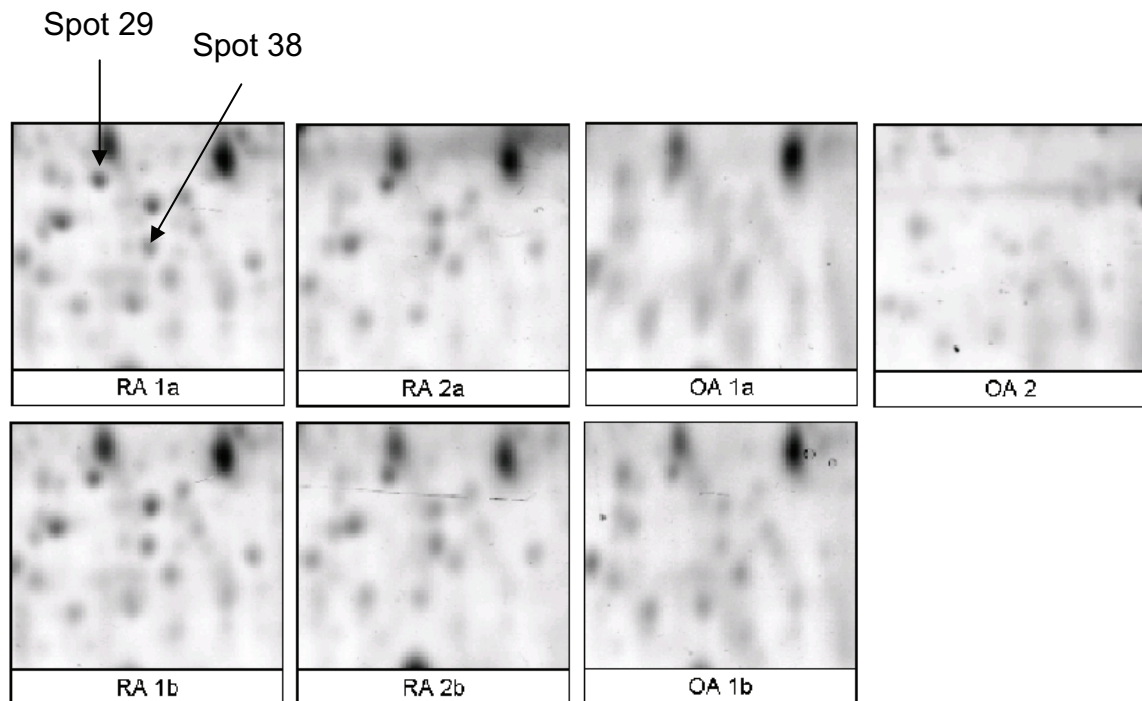 Spot 29
Spot 38
RA 1a
RA 2a
OA 1a
OA 2
RA 1b
RA 2b
OA 1b